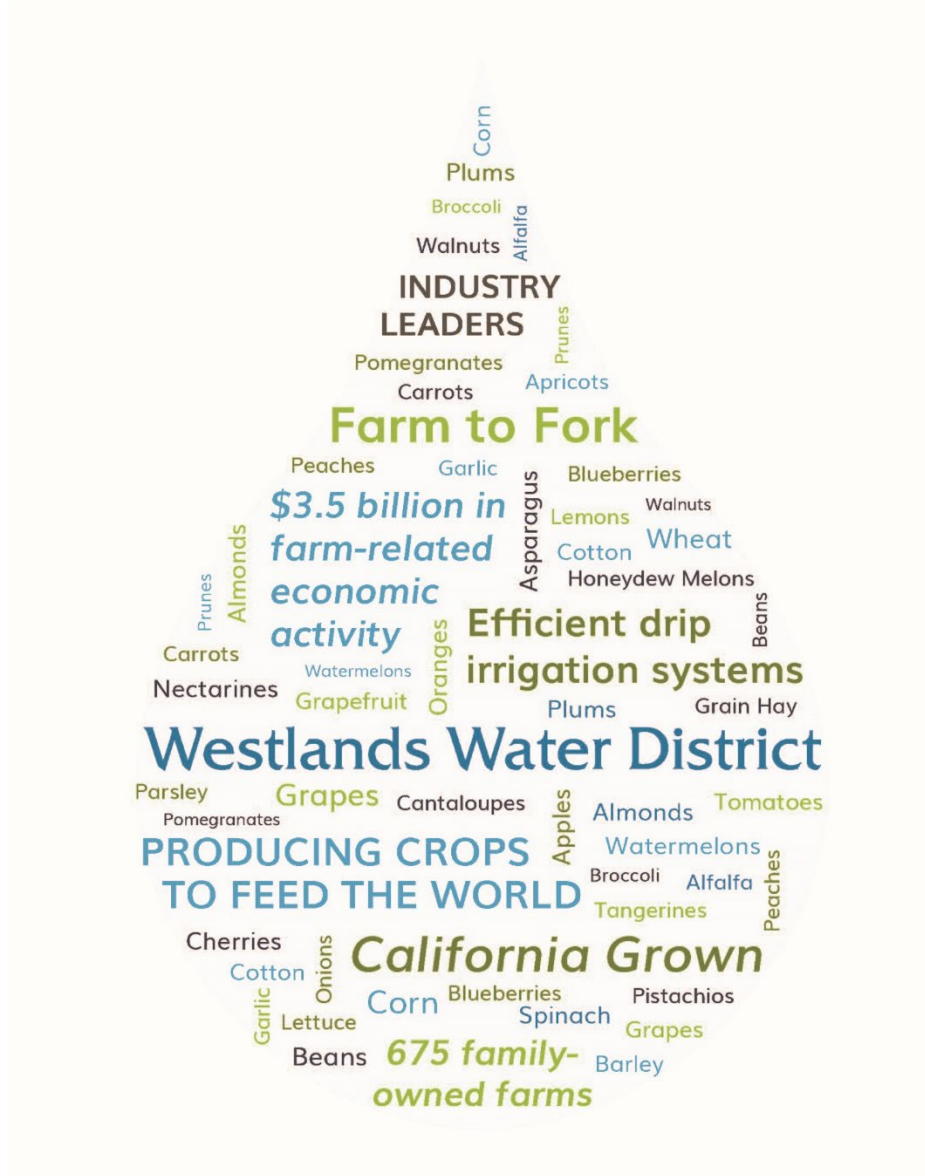 Corn
Plums
Broccoli
Alfalfa
Walnuts
INDUSTRY
LEADERS
Prunes
Pomegranates
Apricots
Carrots
Farm to Fork
Peaches
Garlic
Blueberries
$3.5 billion in
farm-related
economic
activity
Asparagus
Lemons
Walnuts
Cotton
Wheat
Honeydew Melons
Almonds
Prunes
Beans
Efficient drip
irrigation systems
Carrots
Watermelons
Oranges
Nectarines
Grapefruit
Plums
Grain Hay
Westlands Water District
Parsley
Grapes
Cantaloupes
Apples
Almonds
Tomatoes
Pomegranates
PRODUCING CROPS
TO FEED THE WORLD
Watermelons
Broccoli
Alfalfa
Peaches
Tangerines
Cherries
Onions
California Grown
Cotton
Garlic
Lettuce
Corn
Blueberries
Spinach
Pistachios
Grapes
Beans
675 family-
owned farms
Barley